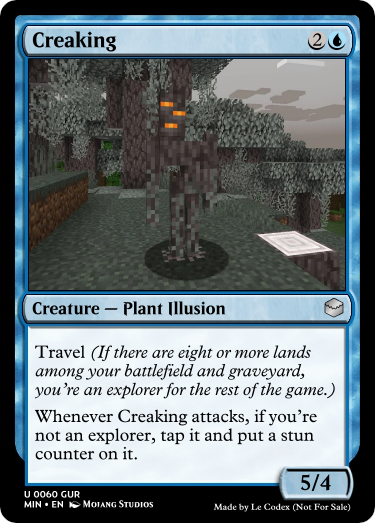 Creaking 2
Creature — Plant Illusion
Travel (If there are eight or more lands
among your battlefield and graveyard,
you're an explorer for the rest of the game.)
Whenever Creaking attacks, if you're
not an explorer, tap it and put a stun
counter on it.
5/4
U 0060 GUR
MIN • EN Mojang Studios
Made by Le Codex (Not For Sale)